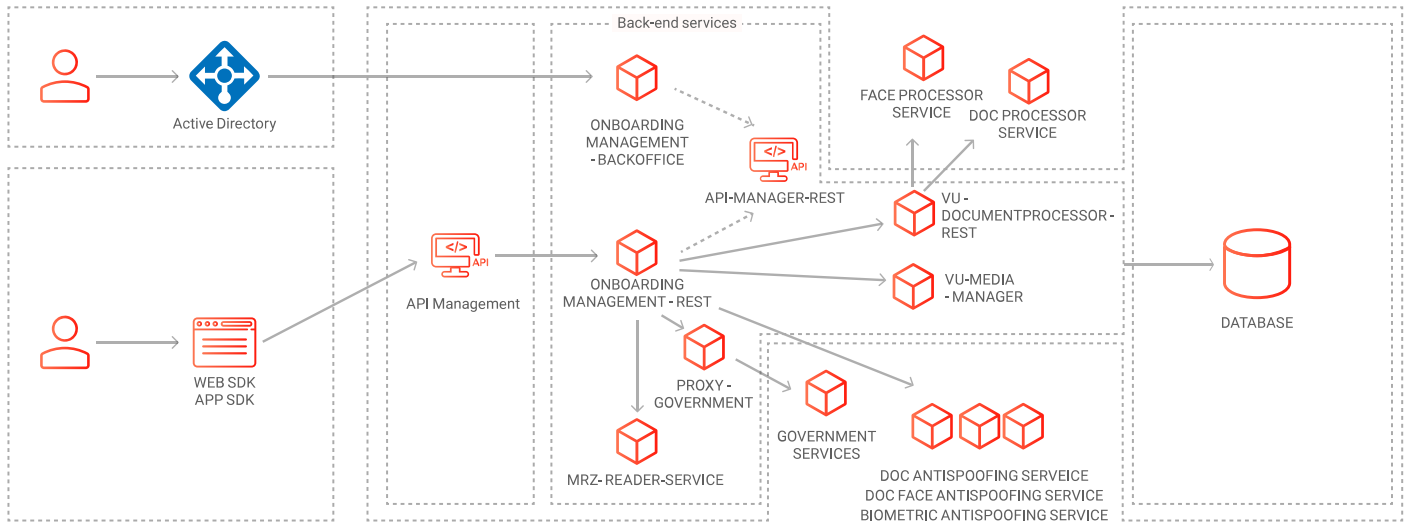 Back-end services
Active Directory
ONBOARDING
MANAGEMENT
- BACKOFFICE
FACE PROCESSOR
SERVICE
DOC PROCESSOR
SERVICE
</>
API
API-MANAGER-REST
VU -
DOCUMENTPROCESSOR -
REST
</>
API
API Management
ONBOARDING
MANAGEMENT - REST
VU-MEDIA
- MANAGER
DATABASE
WEB SDK
APP SDK
PROXY -
GOVERNMENT
GOVERNMENT
SERVICES
MRZ- READER-SERVICE
DOC ANTISPOOFING SERVEICE
DOC FACE ANTISPOOFING SERVICE
BIOMETRIC ANTISPOOFING SERVICE